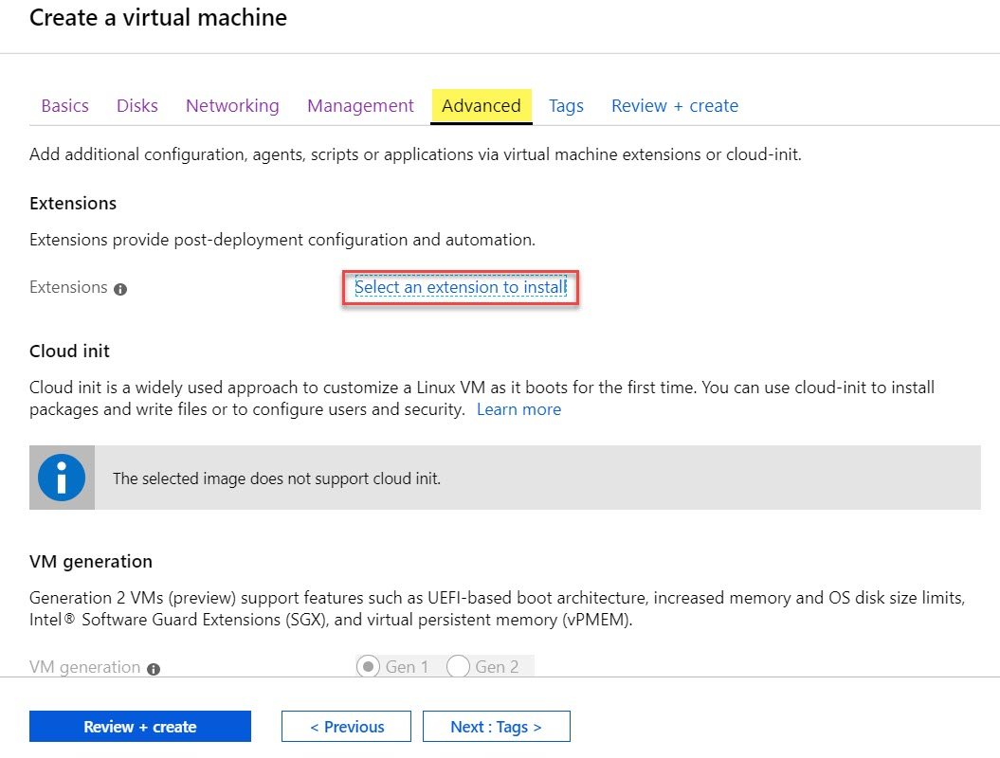 Create a virtual machine
Basics Disks Networking Management Advanced Tags Review + create
Add additional configuration, agents, scripts or applications via virtual machine extensions or cloud-init.
Extensions
Extensions provide post-deployment configuration and automation.
Extensions Select an extension to install
Cloud init
Cloud init is a widely used approach to customize a Linux VM as it boots for the first time. You can use cloud-init to install
packages and write files or to configure users and security. Learn more
The selected image does not support cloud init.
VM generation
Generation 2 VMs (preview) support features such as UEFI-based boot architecture, increased memory and OS disk size limits,
Intel® Software Guard Extensions (SGX), and virtual persistent memory (vPMEM).
VM generation Gen 1 Gen 2
Review + create < Previous Next : Tags >